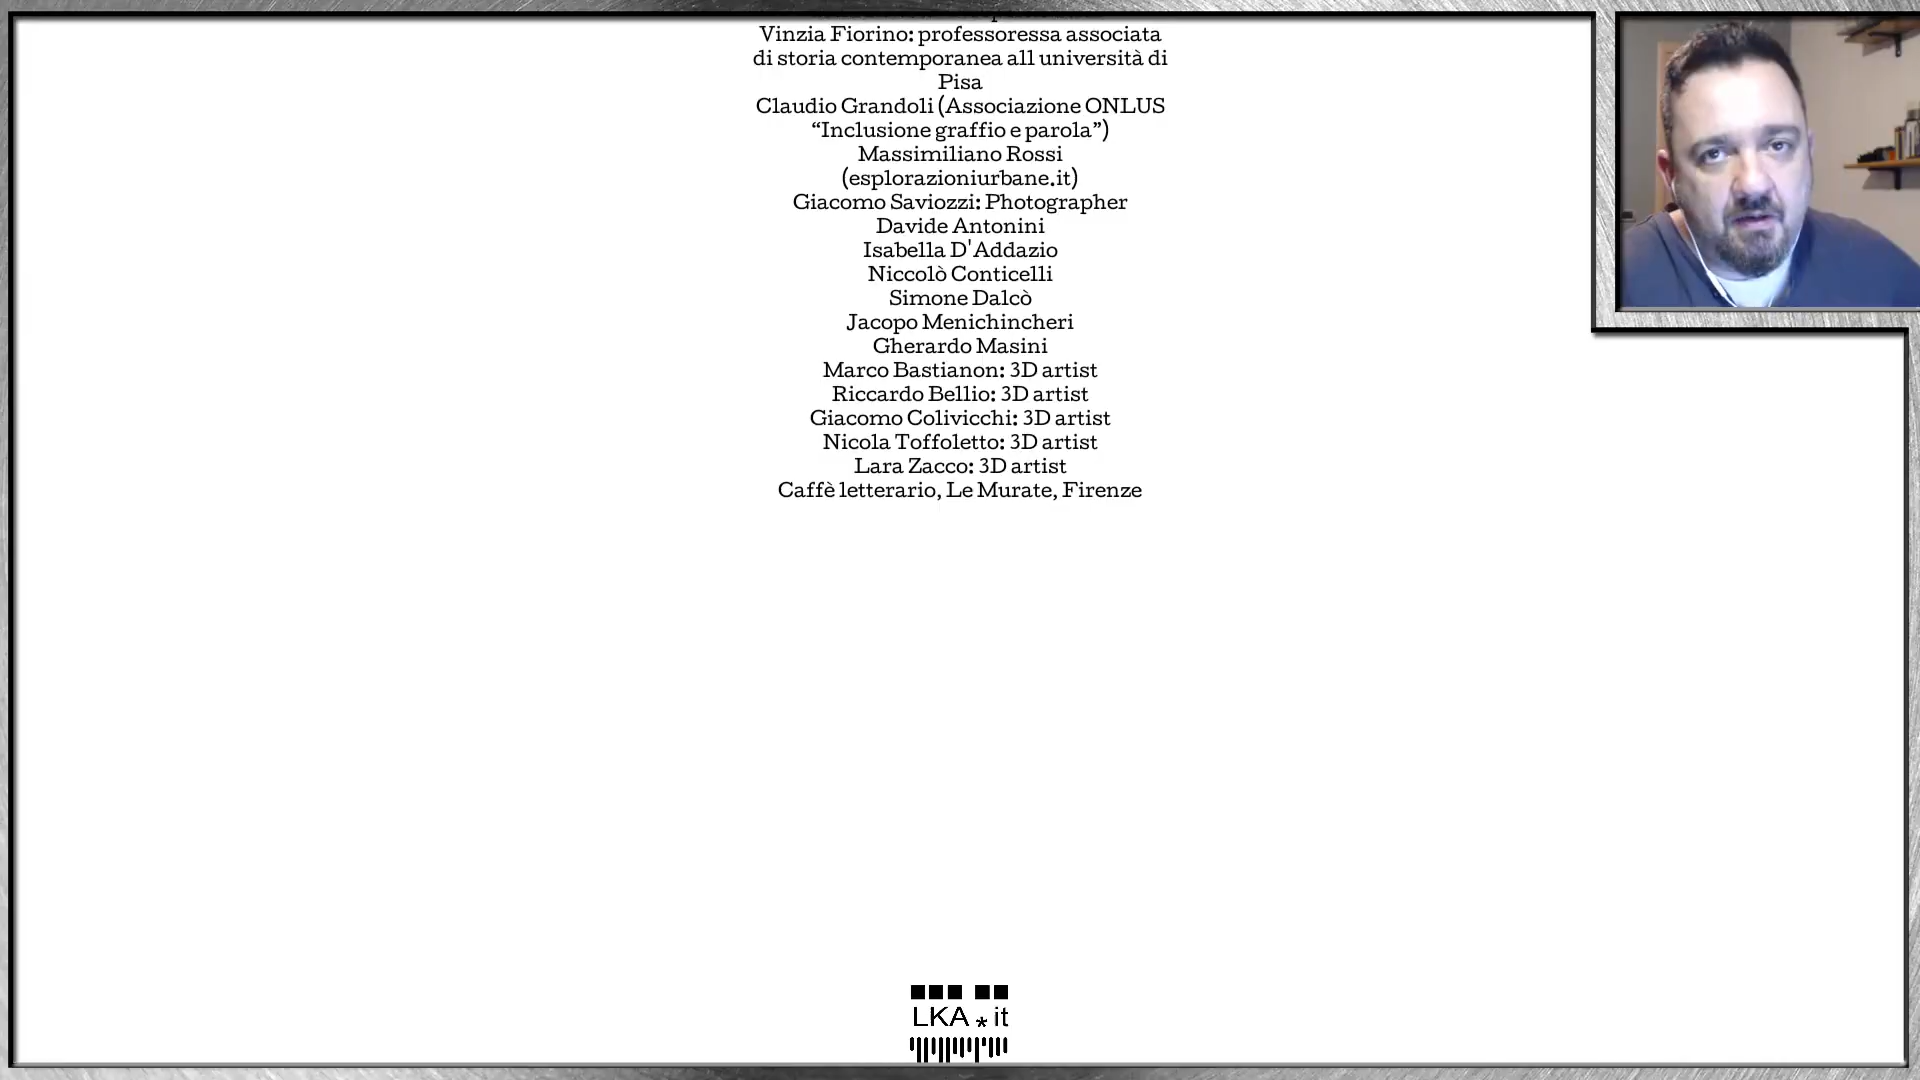 Vinzia Fiorino: professoressa associata
di storia contemporanea all università di
Pisa
Claudio Grandoli (Associazione ONLUS
“Inclusione graffio e parola”)
Massimiliano Rossi
(esplorazioniurbane.it)
Giacomo Saviozzi: Photographer
Davide Antonini
Isabella D'Addazio
Niccolò Conticelli
Simone Dalcò
Jacopo Menichincheri
Gherardo Masini
Marco Bastianon: 3D artist
Riccardo Bellio: 3D artist
Giacomo Colivicchi: 3D artist
Nicola Toffoletto: 3D artist
Lara Zacco: 3D artist
Caffè letterario, Le Murate, Firenze
LKA * it